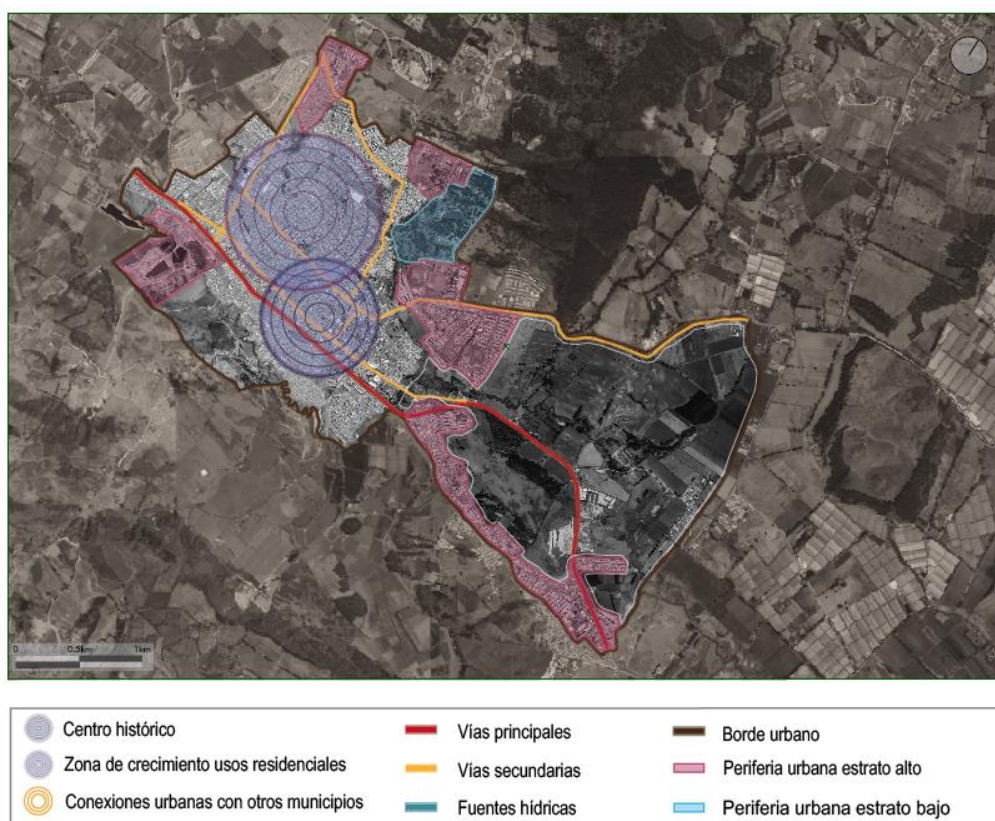 0 0.5km 1km
Centro histórico
Zona de crecimiento usos residenciales
Conexiones urbanas con otros municipios
Vías principales
Vías secundarias
Fuentes hídricas
Borde urbano
Periferia urbana estrato alto
Periferia urbana estrato bajo